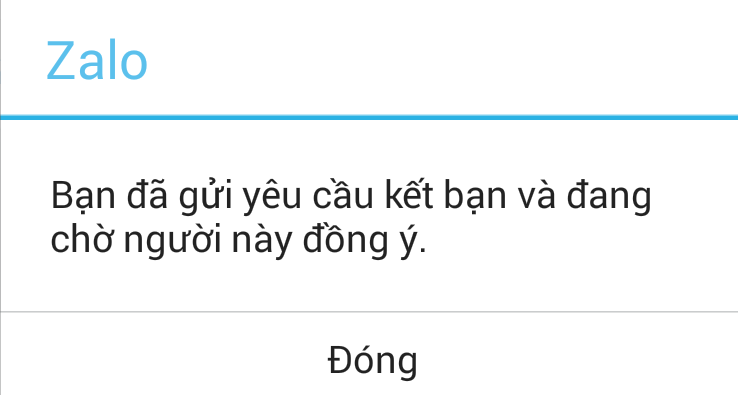 Zalo
Bạn đã gửi yêu cầu kết bạn và đang
chờ người này đồng ý.
Đóng